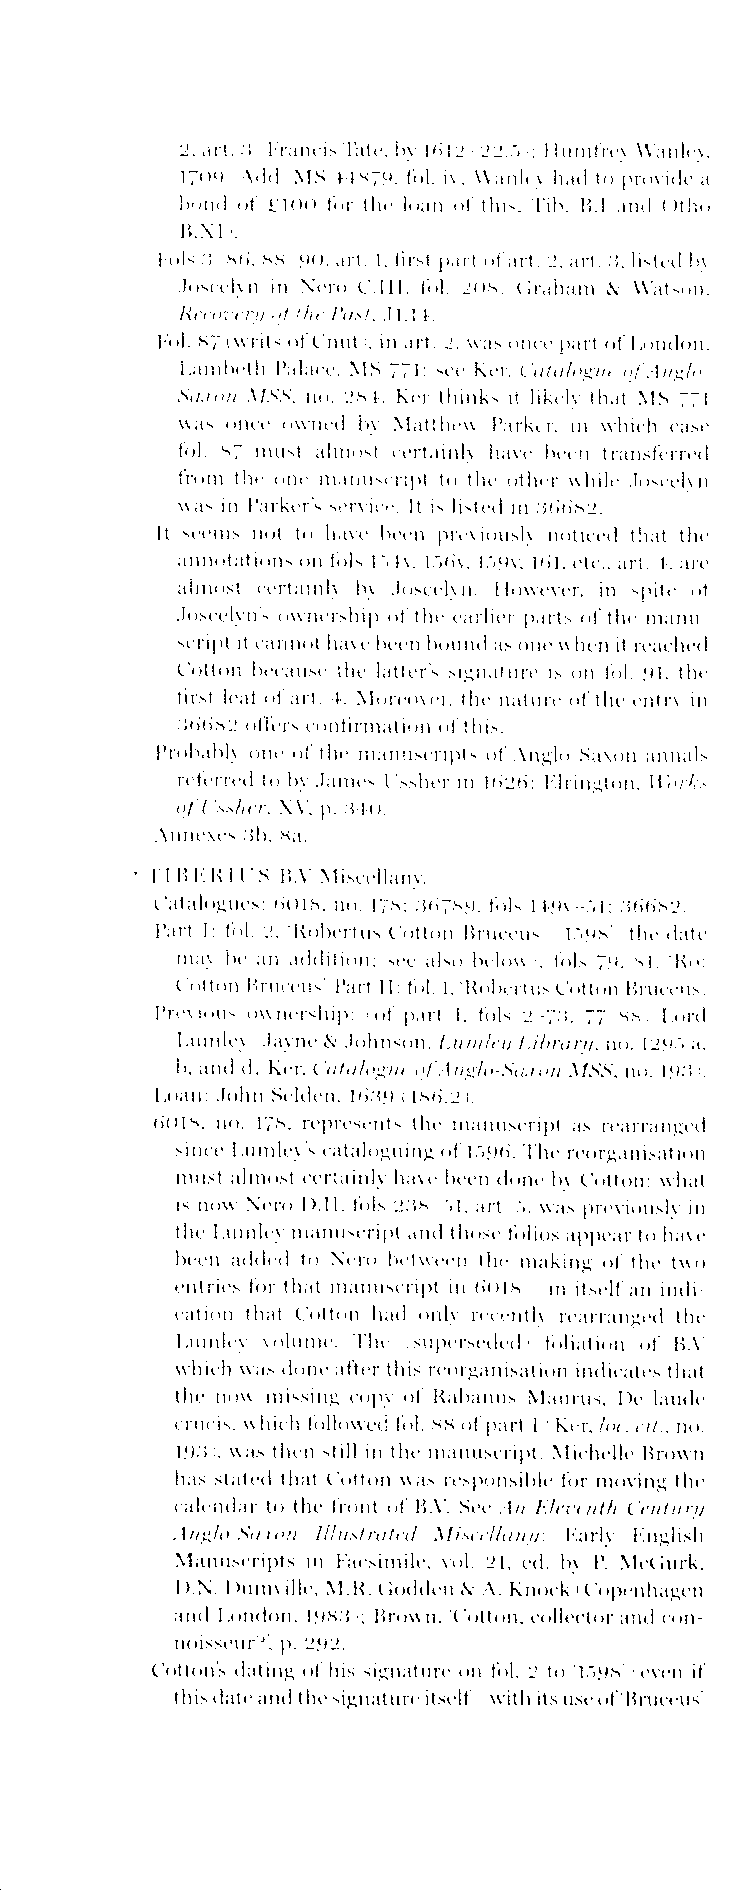 2, art. 3 Francis Tate, by 1612 (22.5); Humfrey Wanley,
1709 (Add. MS 44879, fol. iv, Wanley had to provide a
bond of £100 for the loan of this, Tib. B.I and Otho
B.XI).
Fols 3–86, 88–90, art. 1, first part of art. 2, art. 3, listed by
Joscelyn in Nero C.III, fol. 208. Graham & Watson,
Recovery of the Past, J1.14.
Fol. 87 (writs of Cnut), in art. 2, was once part of London,
Lambeth Palace, MS 771: see Ker, Catalogue of Anglo-
Saxon MSS, no. 284. Ker thinks it likely that MS 771
was once owned by Matthew Parker, in which case
fol. 87 must almost certainly have been transferred
from the one manuscript to the other while Joscelyn
was in Parker's service. It is listed in 36682.
It seems not to have been previously noticed that the
annotations on fols 154v, 156v, 159v, 161, etc., art. 4, are
almost certainly by Joscelyn. However, in spite of
Joscelyn's ownership of the earlier parts of the manu-
script it cannot have been bound as one when it reached
Cotton because the latter's signature is on fol. 91, the
first leaf of art. 4. Moreover, the nature of the entry in
36682 offers confirmation of this.
Probably one of the manuscripts of Anglo-Saxon annals
referred to by James Ussher in 1626: Elrington, Works
of Ussher, XV, p. 340.
Annexes 3b, 8a.
TIBERIUS B.V Miscellany.
Catalogues: 6018, no. 178; 36789, fols 149v–51; 36682.
Part I: fol. 2, 'Robertus Cotton Bruceus 1598' (the date
may be an addition; see also below), fols 79, 81, 'Ro:
Cotton Bruceus' Part II: fol. 1, 'Robertus Cotton Bruceus.
Previous ownership: (of part I, fols 2–73, 77–88) Lord
Lumley (Jayne & Johnson, Lumley Library, no. 1295 a,
b, and d, Ker, Catalogue of Anglo-Saxon MSS, no. 193).
Loan: John Selden, 1639 (186.2).
6018, no. 178, represents the manuscript as rearranged
since Lumley's cataloguing of 1596. The reorganisation
must almost certainly have been done by Cotton: what
is now Nero D.II, fols 238–51, art. 5, was previously in
the Lumley manuscript and those folios appear to have
been added to Nero between the making of the two
entries for that manuscript in 6018 – in itself an indi-
cation that Cotton had only recently rearranged the
Lumley volume. The (superseded) foliation of B.V
which was done after this reorganisation indicates that
the now missing copy of Rabanus Maurus, De laude
crucis, which followed fol. 88 of part I (Ker, loc. cit., no.
193), was then still in the manuscript. Michelle Brown
has stated that Cotton was responsible for moving the
calendar to the front of B.V. See An Eleventh Century
Anglo-Saxon Illustrated Miscellany: Early English
Manuscripts in Facsimile, vol. 21, ed. by P. McGurk,
D.N. Dumville, M.R. Godden & A. Knock (Copenhagen
and London, 1983); Brown, 'Cotton, collector and con-
noisseur?', p. 292.
Cotton's dating of his signature on fol. 2 to '1598' (even if
this date and the signature itself – with its use of 'Bruceus'